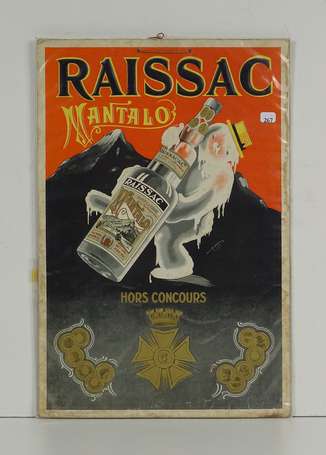 RAISSAC
MANTALO
267
RAISSAC
HORS CONCOURS